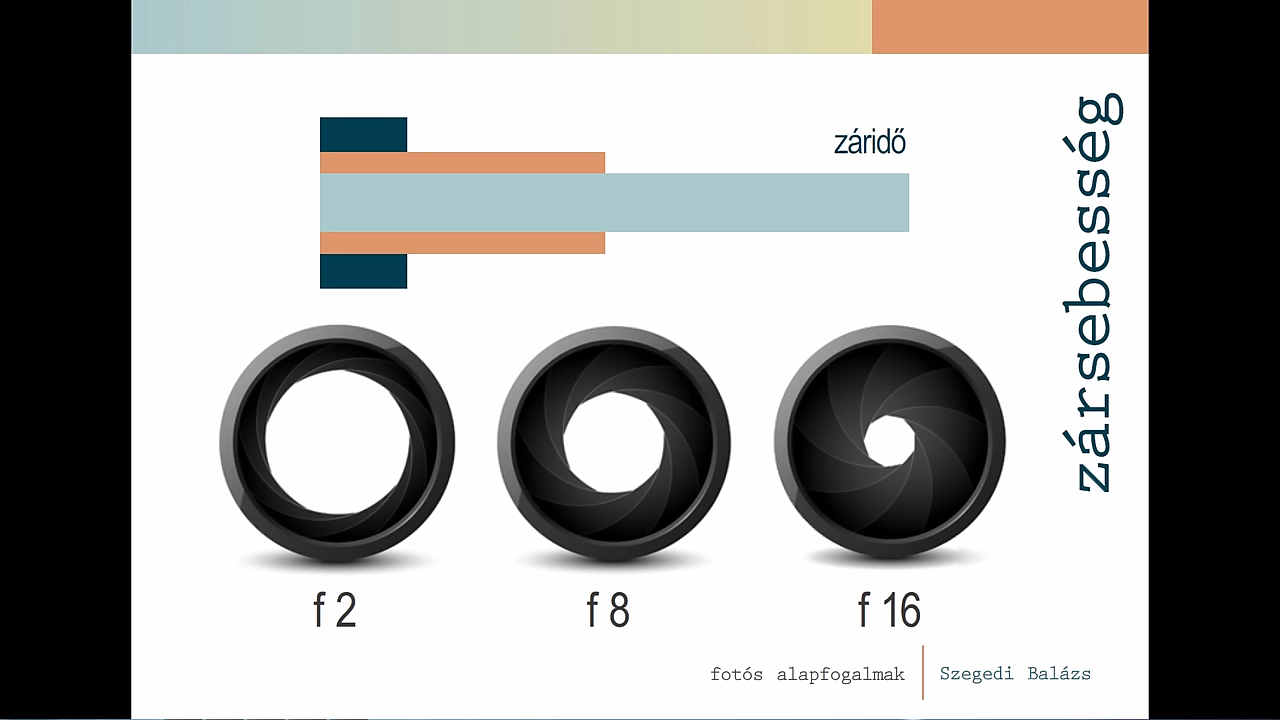 záridő
zársebesség
f 2
f 8
f 16
fotós alapfogalmak
Szegedi Balázs